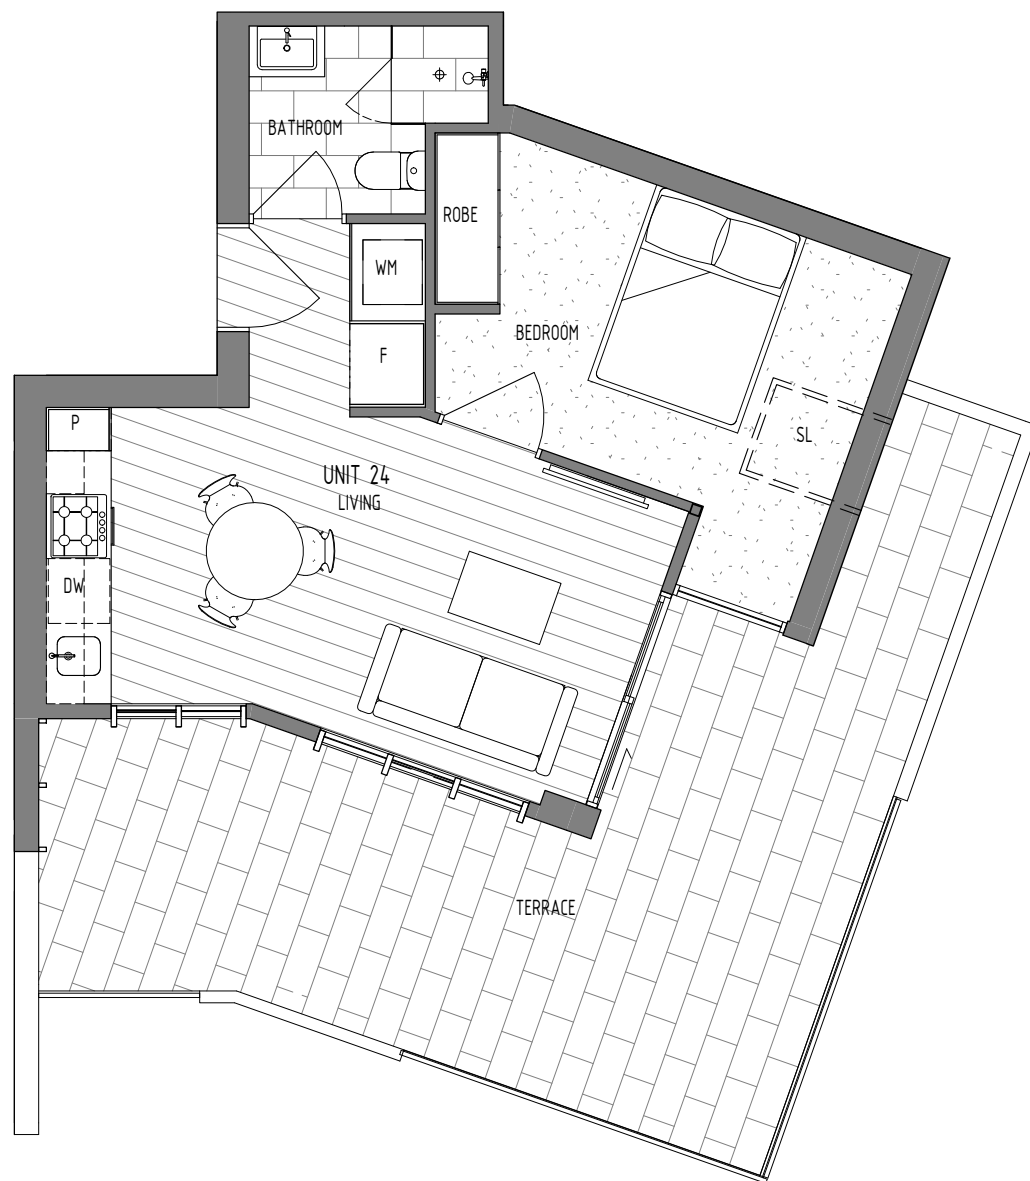 BATHROOM
ROBE
WM
BEDROOM
F
P
UNIT 24
LIVING
SL
DW
TERRACE